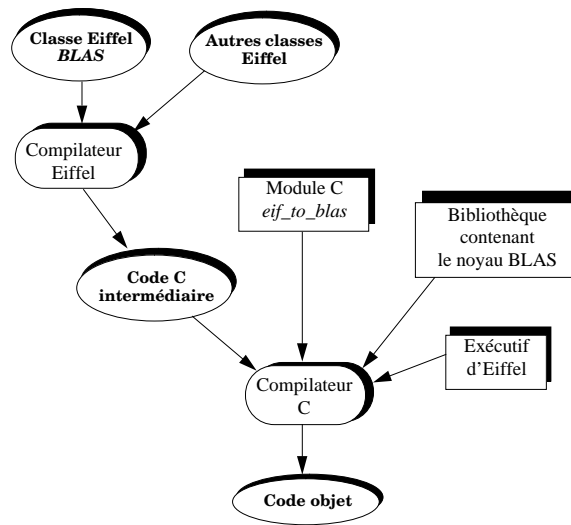 Classe Eiffel
BLAS
Autres classes
Eiffel
Compilateur
Eiffel
Module C
eif_to_blas
Bibliothèque
contenant
le noyau BLAS
Code C
intermédiaire
Exécutif
d'Eiffel
Compilateur
C
Code objet